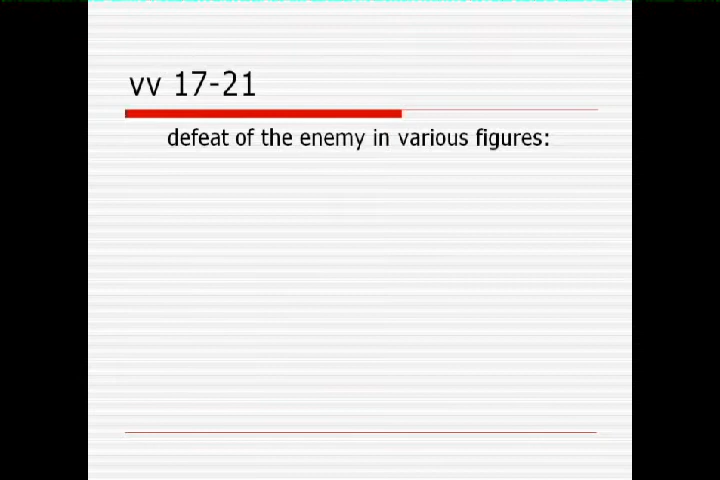 vv 17-21
defeat of the enemy in various figures: